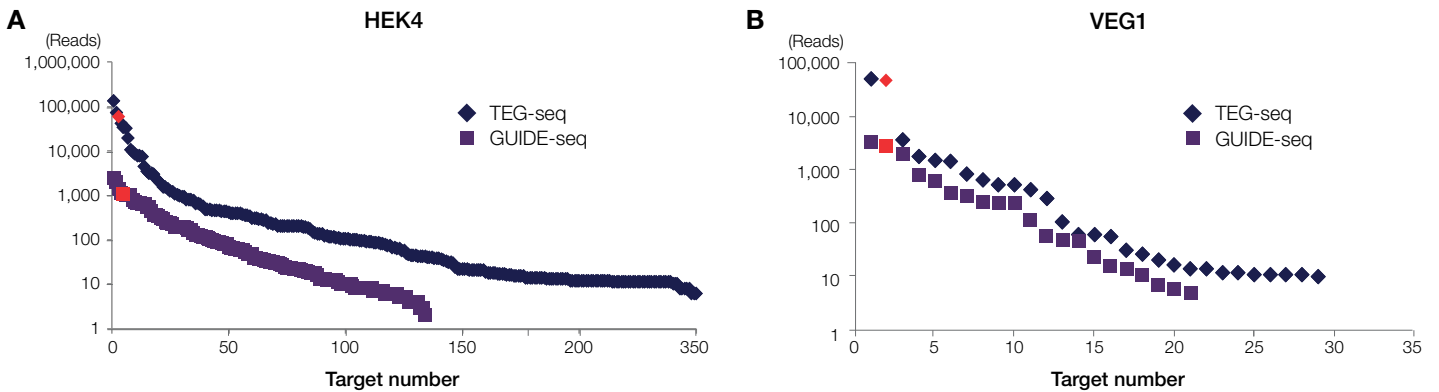 A
HEK4
(Reads)
1,000,000
100,000
10,000
1,000
100
10
1
0 50 100 150 200 350
Target number
TEG-seq
GUIDE-seq
B
VEG1
(Reads)
100,000
10,000
1,000
100
10
1
0 5 10 15 20 25 30 35
Target number
TEG-seq
GUIDE-seq